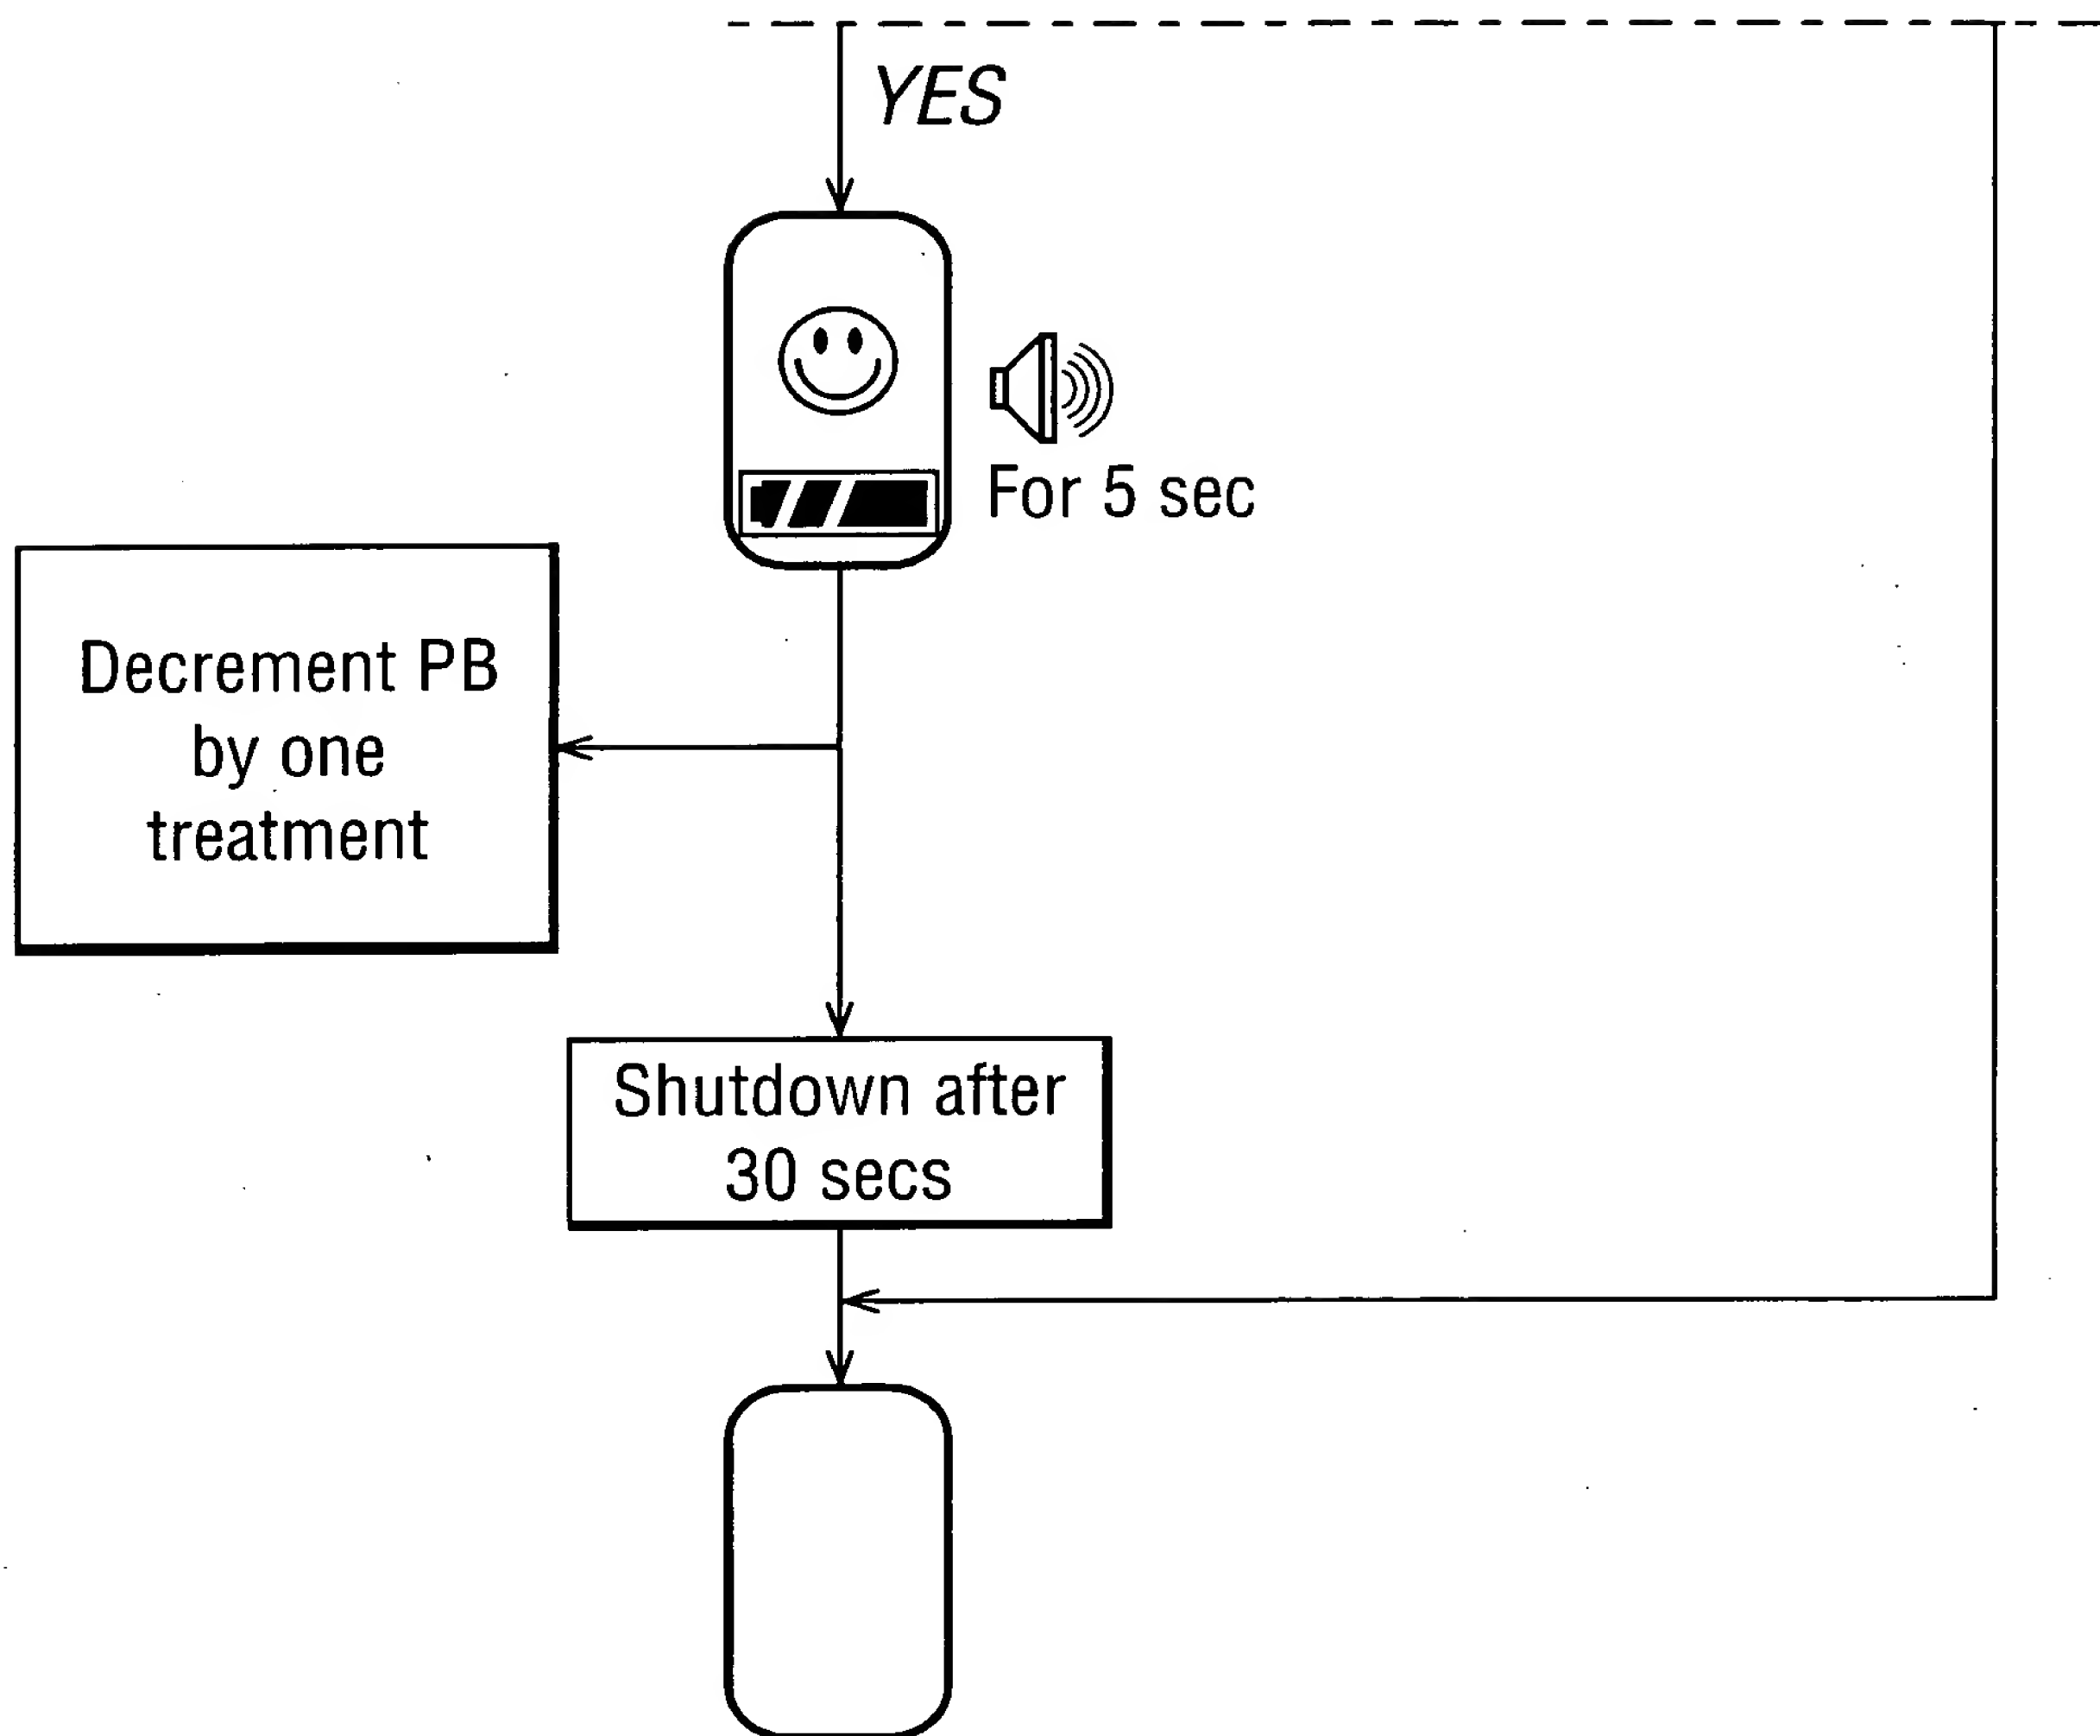 YES
For 5 sec
Decrement PB
by one
treatment
Shutdown after
30 secs